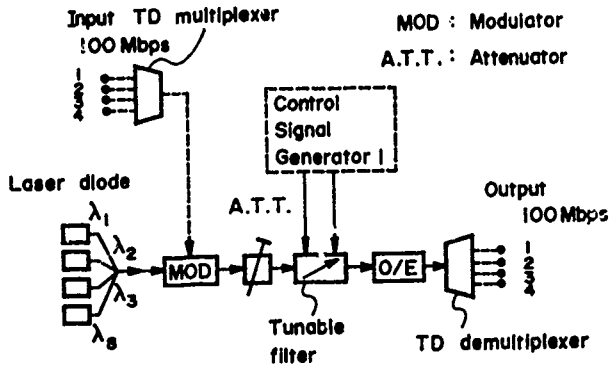 Input TD multiplexer
100 Mbps
1
2
3
4
MOD : Modulator
A.T.T. : Attenuator
Control
Signal
Generator 1
Laser diode
λ1
λ2
λ3
λ8
A.T.T.
MOD
O/E
Output
100 Mbps
1
2
3
4
Tunable
filter
TD demultiplexer